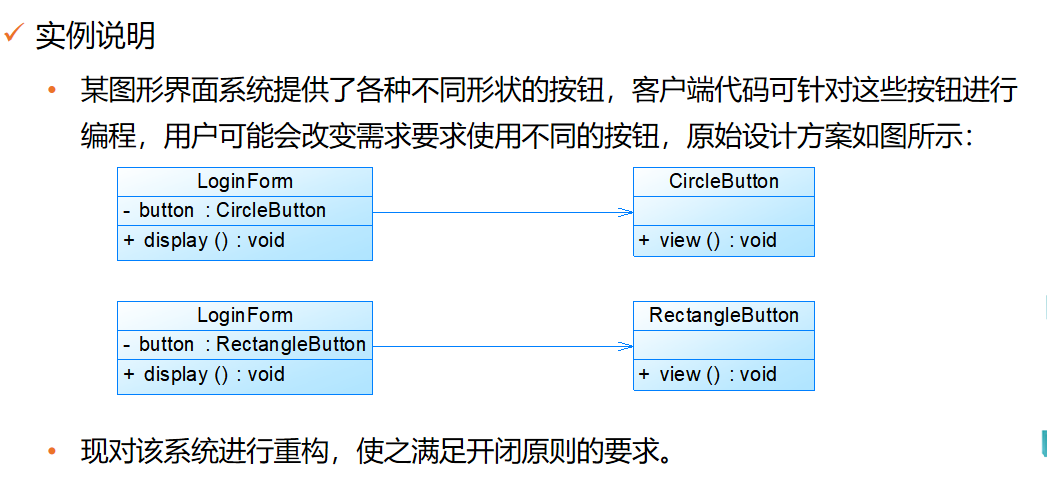 实例说明
某图形界面系统提供了各种不同形状的按钮，客户端代码可针对这些按钮进行
编程，用户可能会改变需求要求使用不同的按钮，原始设计方案如图所示：
LoginForm
- button : CircleButton
+ display () : void
CircleButton
+ view () : void
LoginForm
- button : RectangleButton
+ display () : void
RectangleButton
+ view () : void
现对该系统进行重构，使之满足开闭原则的要求。